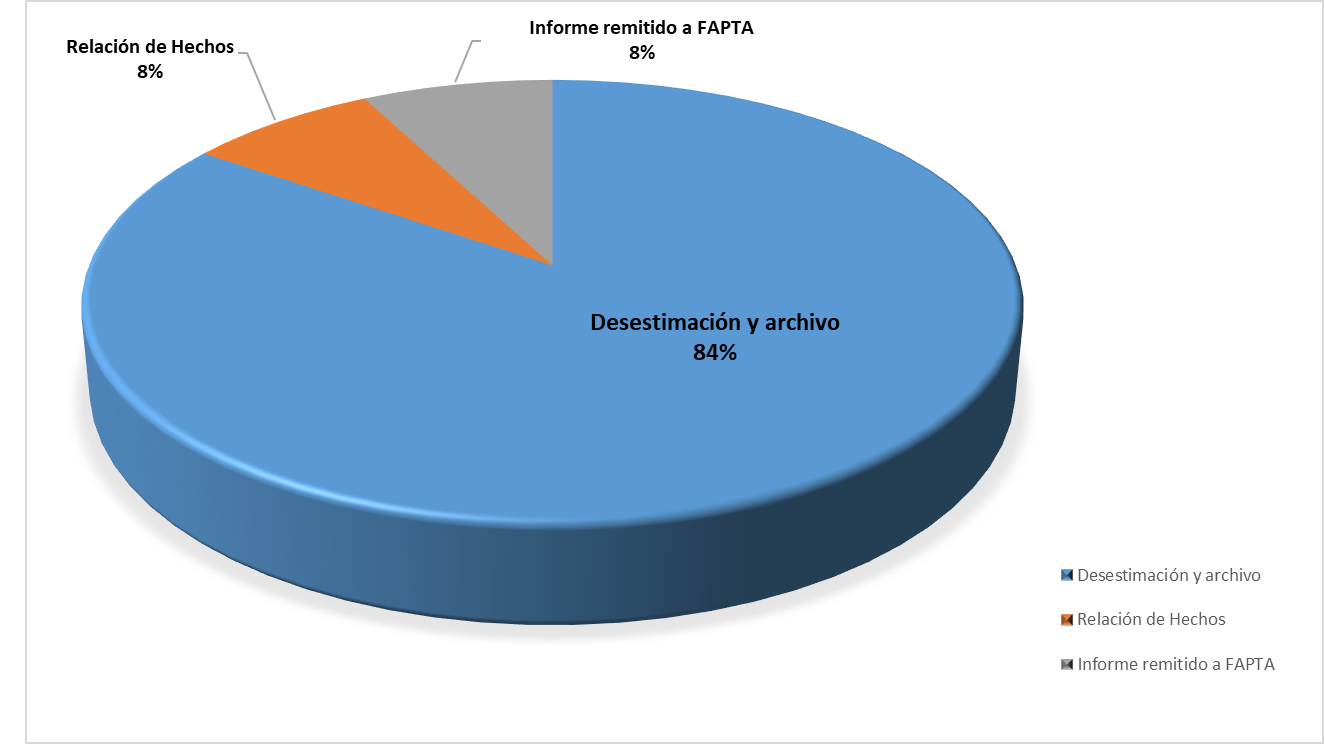 Informe remitido a FAPTA
8%
Relación de Hechos
8%
Desestimación y archivo
84%
Desestimación y archivo
Relación de Hechos
Informe remitido a FAPTA